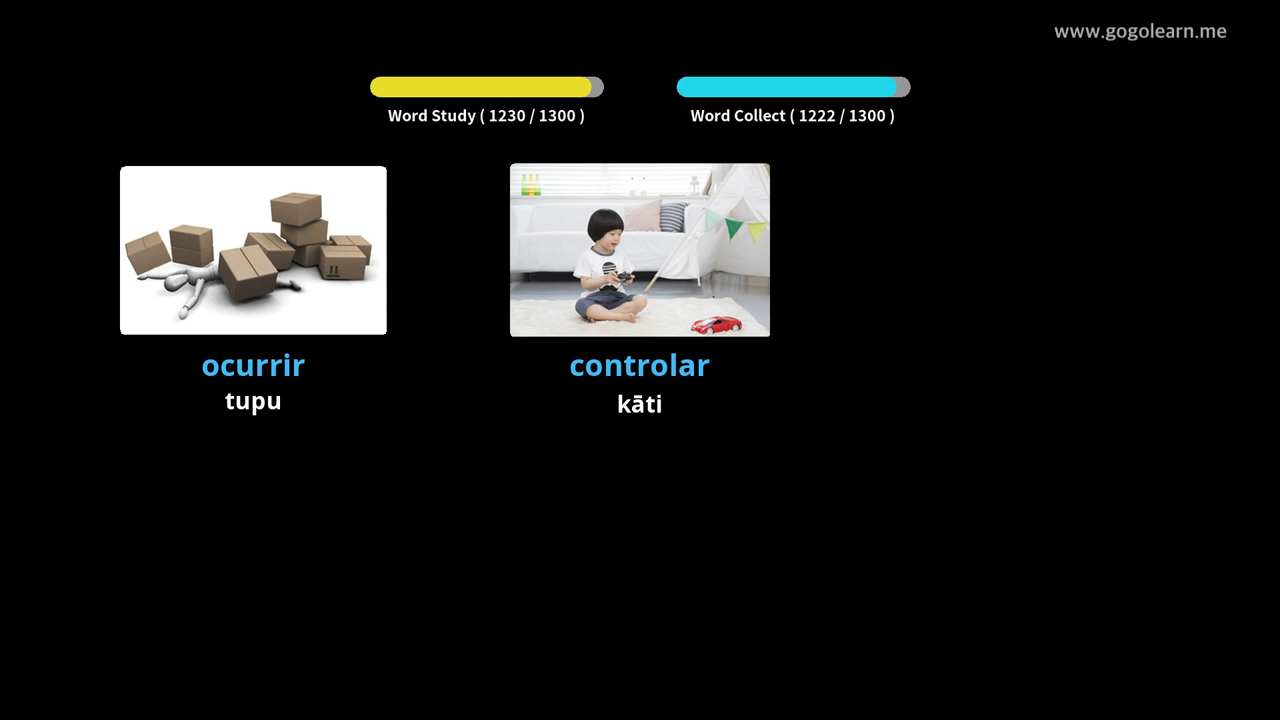 www.gogolearn.me
Word Study ( 1230 / 1300 )
Word Collect ( 1222 / 1300 )
ocurrir
tupu
controlar
kāti